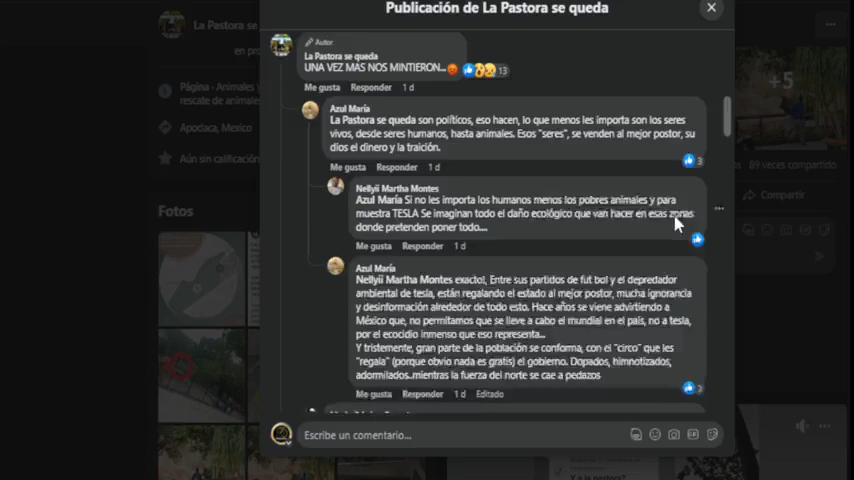 Publicación de La Pastora se queda
La Pastora se
en pro
Página · Animales y
rescate de animales
Apodaca, Mexico
Aún sin calificación
Fotos
+5
89 veces compartido
Compartir
Autor
La Pastora se queda
UNA VEZ MAS NOS MINTIERON...
13
Me gusta Responder 1 d
Azul María
La Pastora se queda son políticos, eso hacen, lo que menos les importa son los seres
vivos, desde seres humanos, hasta animales. Esos "seres", se venden al mejor postor, su
dios el dinero y la traición.
3
Me gusta Responder 1 d
Nellyii Martha Montes
Azul María Si no les importa los humanos menos los pobres animales y para
muestra TESLA Se imaginan todo el daño ecológico que van hacer en esas zonas
donde pretenden poner todo....
Me gusta Responder 1 d
Azul María
Nellyii Martha Montes exacto!, Entre sus partidos de fut bol y el depredador
ambiental de tesla, están regalando el estado al mejor postor, mucha ignorancia
y desinformación alrededor de todo esto. Hace años se viene advirtiendo a
México que, no permitamos que se lleve a cabo el mundial en el país, no a tesla,
por el ecocidio inmenso que eso representa...
Y tristemente, gran parte de la población se conforma, con el "circo" que les
"regala" (porque obvio nada es gratis) el gobierno. Dopados, himnotizados,
adormilados..mientras la fuerza del norte se cae a pedazos
Me gusta Responder 1 d Editado
Escribe un comentario...